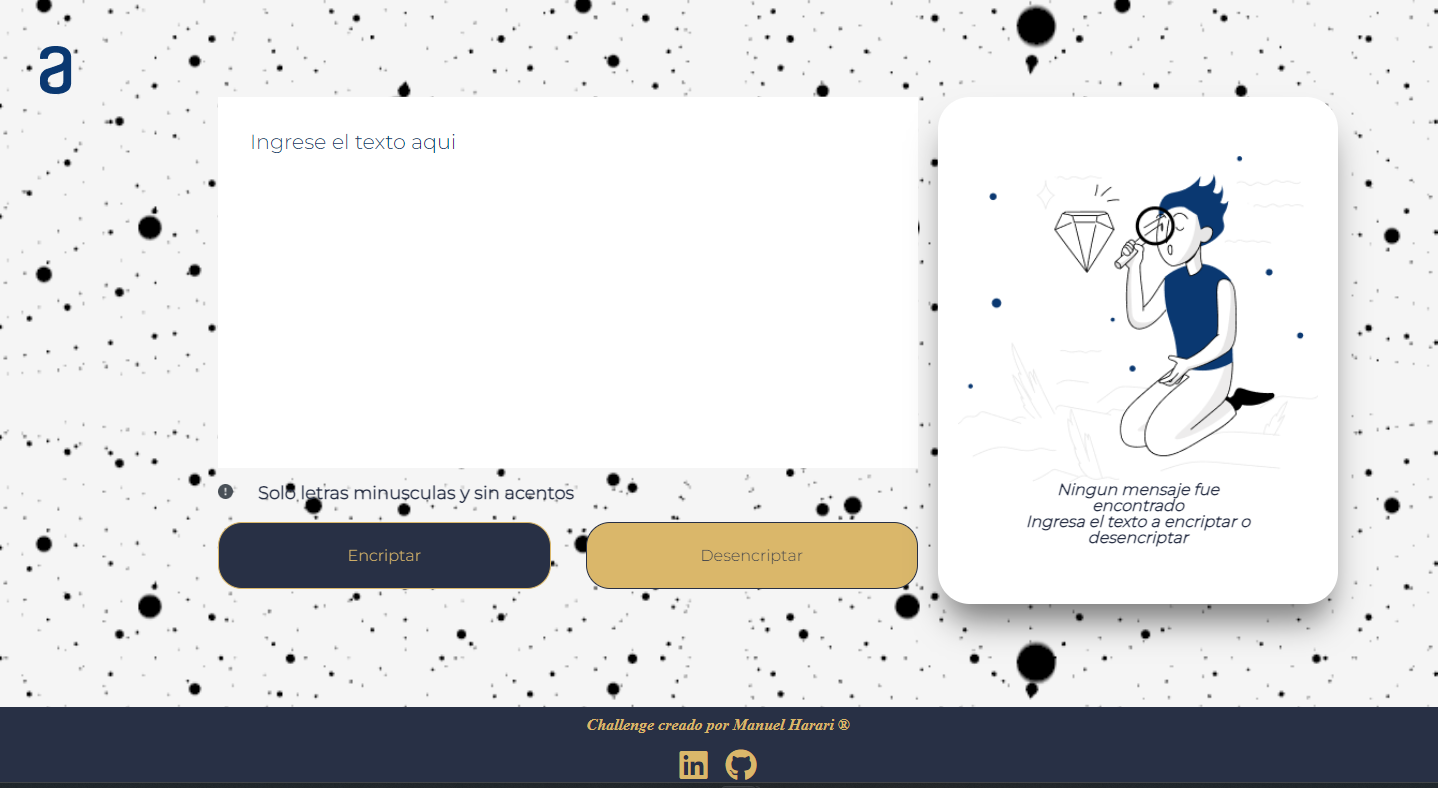 a
Ingrese el texto aqui
Solo letras minusculas y sin acentos
Encriptar
Desencriptar
Ningun mensaje fue
encontrado
Ingresa el texto a encriptar o
desencriptar
Challenge creado por Manuel Harari ®
in